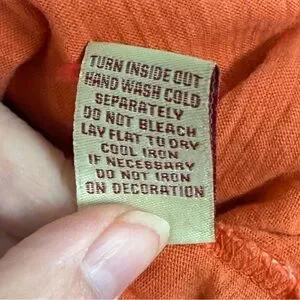 TURN INSIDE OUT
HAND WASH COLD
SEPARATELY
DO NOT BLEACH
LAY FLAT TO DRY
COOL IRON
IF NECESSARY
DO NOT IRON
ON DECORATION